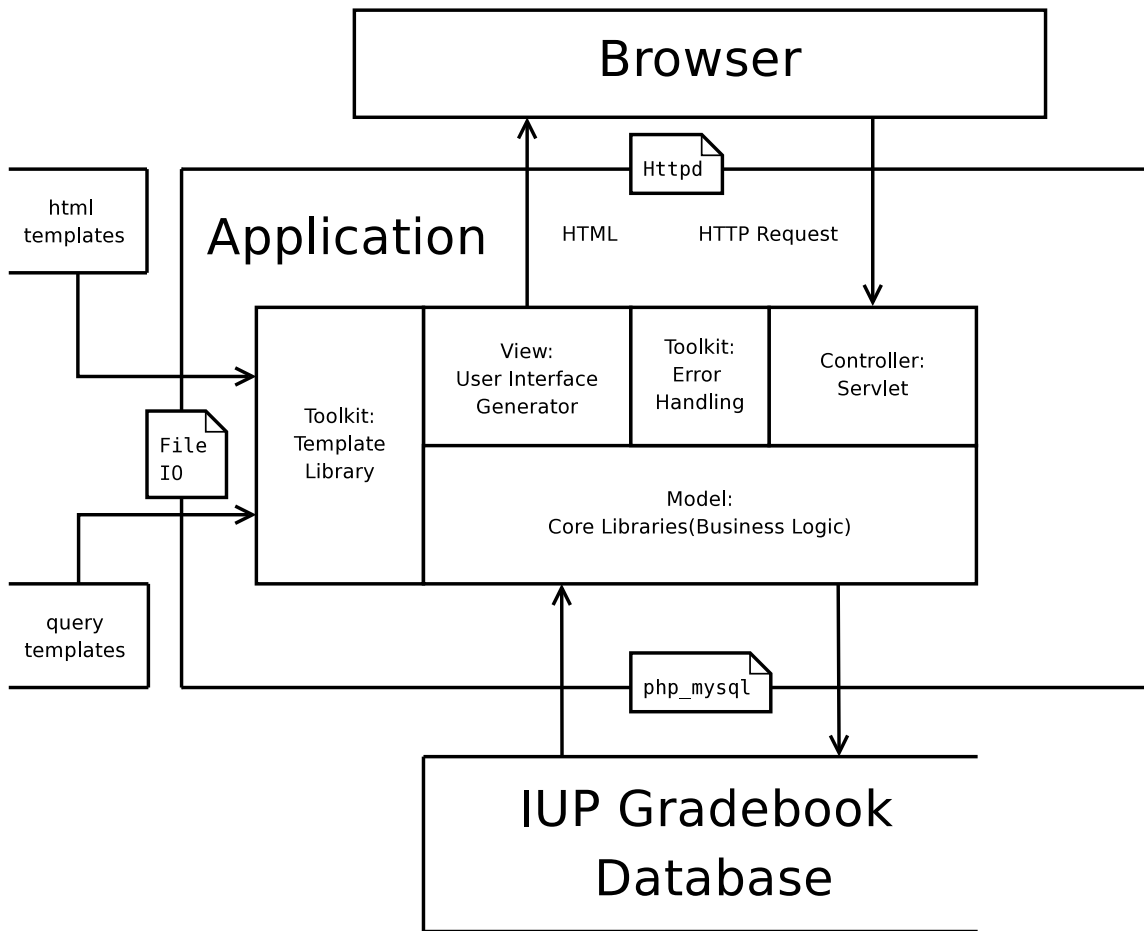 Browser
Httpd
html
templates
Application
HTML
HTTP Request
View:
User Interface
Generator
Toolkit:
Error
Handling
Controller:
Servlet
Toolkit:
Template
Library
File
IO
Model:
Core Libraries(Business Logic)
query
templates
php_mysql
IUP Gradebook
Database